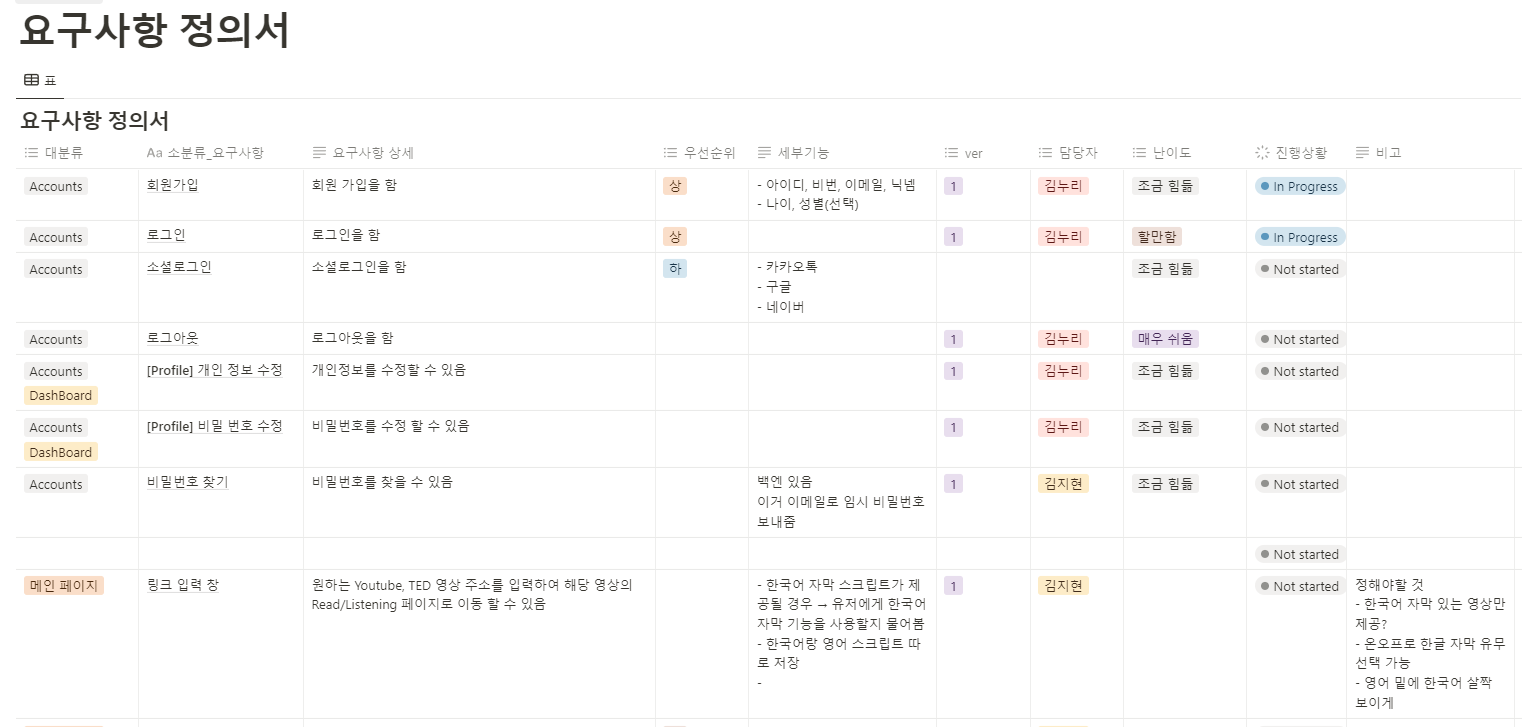 요구사항 정의서
표
요구사항 정의서
대분류 Aa 소분류_요구사항 요구사항 상세 우선순위 세부기능 ver 담당자 난이도 진행상황 비고
Accounts 회원가입 회원 가입을 함 상 - 아이디, 비번, 이메일, 닉넴 1 김누리 조금 힘듦 In Progress
- 나이, 성별(선택)
Accounts 로그인 로그인을 함 상 1 김누리 할만함 In Progress
Accounts 소셜로그인 소셜로그인을 함 하 - 카카오톡 조금 힘듦 Not started
- 구글
- 네이버
Accounts 로그아웃 로그아웃을 함 1 김누리 매우 쉬움 Not started
Accounts [Profile] 개인 정보 수정 개인정보를 수정할 수 있음 1 김누리 조금 힘듦 Not started
DashBoard
Accounts [Profile] 비밀 번호 수정 비밀번호를 수정 할 수 있음 1 김누리 조금 힘듦 Not started
DashBoard
Accounts 비밀번호 찾기 비밀번호를 찾을 수 있음 백엔 있음 1 김지현 조금 힘듦 Not started
이거 이메일로 임시 비밀번호
보내줌
Not started
메인 페이지 링크 입력 창 원하는 Youtube, TED 영상 주소를 입력하여 해당 영상의 - 한국어 자막 스크립트가 제 1 김지현 Not started 정해야할 것
Read/Listening 페이지로 이동 할 수 있음 공될 경우 → 유저에게 한국어 - 한국어 자막 있는 영상만
자막 기능을 사용할지 물어봄 제공?
- 한국어랑 영어 스크립트 따 - 온오프로 한글 자막 유무
로 저장 선택 가능
- - 영어 밑에 한국어 살짝
보이게